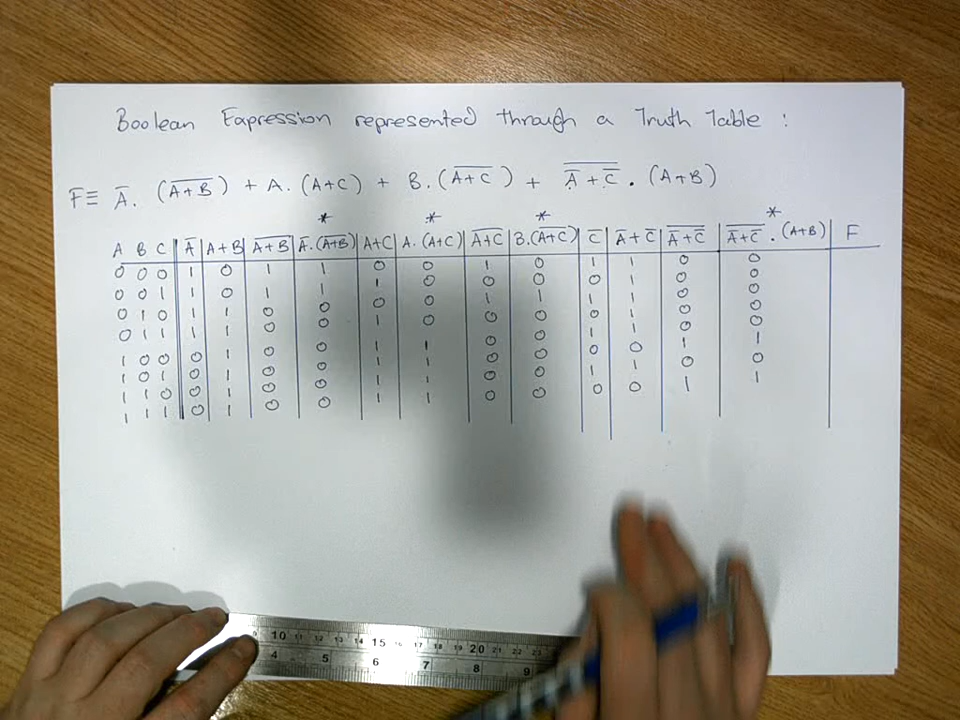 Boolean Expression represented through a Truth Table :
F ≡ A̅. (A̅+̅B̅) + A. (A+C) + B. (A̅+̅C̅) + A̅̅+̅C̅̅ . (A+B)
* * * *
A B C A̅ A+B A̅+̅B̅ A̅.(A̅+̅B̅) A+C A.(A+C) A̅+̅C̅ B.(A̅+̅C̅) C̅ A̅+C̅ A̅̅+̅C̅̅ A̅̅+̅C̅̅ . (A+B) F
0 0 0 1 0 1 1 0 0 1 0 1 1 0 0
0 0 1 1 0 1 1 1 0 0 0 0 1 0 0
0 1 0 1 1 0 0 0 0 1 1 1 1 0 0
0 1 1 1 1 0 0 1 0 0 0 0 1 0 0
1 0 0 0 1 0 0 1 1 0 0 1 1 0 0
1 0 1 0 1 0 0 1 1 0 0 0 0 1 1
1 1 0 0 1 0 0 1 1 0 0 1 1 0 0
1 1 1 0 1 0 0 1 1 0 0 0 0 1 1
9 10 11 12 13 14 15 16 17 18 19 20 21 22 23
4 5 6 7 8 9